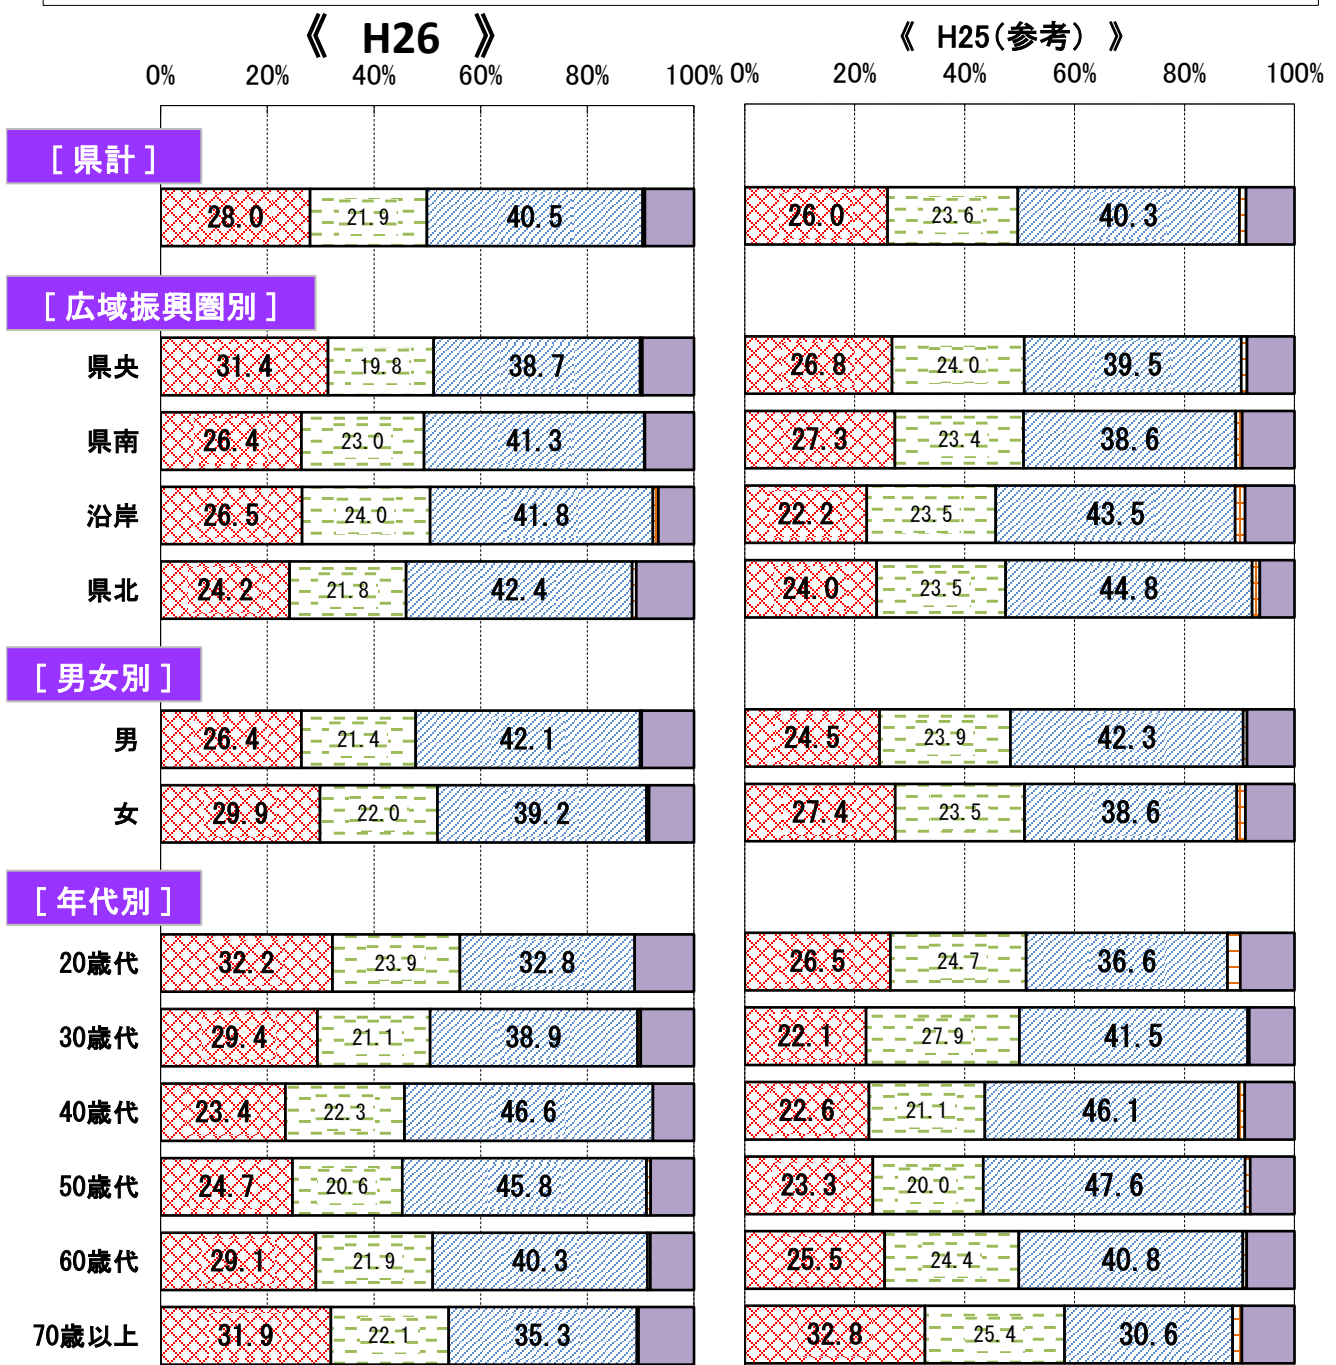 《 H26 》 《 H25(参考) 》
0% 20% 40% 60% 80% 100% 0% 20% 40% 60% 80% 100%
[ 県計 ]
28.0 21.9 40.5 26.0 23.6 40.3
[ 広域振興圏別 ]
県央 31.4 19.8 38.7 26.8 24.0 39.5
県南 26.4 23.0 41.3 27.3 23.4 38.6
沿岸 26.5 24.0 41.8 22.2 23.5 43.5
県北 24.2 21.8 42.4 24.0 23.5 44.8
[ 男女別 ]
男 26.4 21.4 42.1 24.5 23.9 42.3
女 29.9 22.0 39.2 27.4 23.5 38.6
[ 年代別 ]
20歳代 32.2 23.9 32.8 26.5 24.7 36.6
30歳代 29.4 21.1 38.9 22.1 27.9 41.5
40歳代 23.4 22.3 46.6 22.6 21.1 46.1
50歳代 24.7 20.6 45.8 23.3 20.0 47.6
60歳代 29.1 21.9 40.3 25.5 24.4 40.8
70歳以上 31.9 22.1 35.3 32.8 25.4 30.6